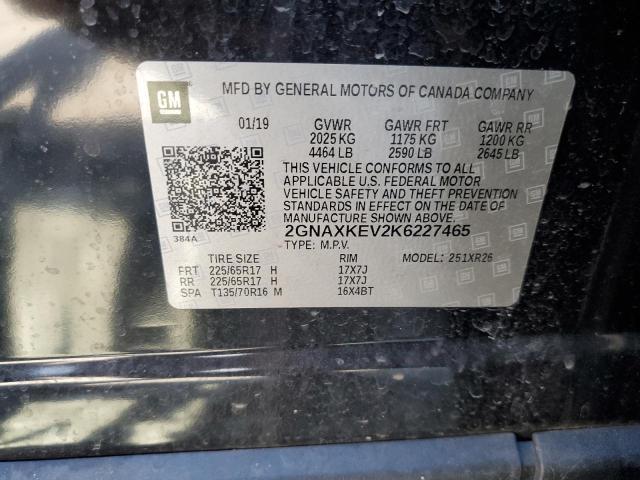 GM
MFD BY GENERAL MOTORS OF CANADA COMPANY
01/19 GVWR GAWR FRT GAWR RR
2025 KG 1175 KG 1200 KG
4464 LB 2590 LB 2645 LB
THIS VEHICLE CONFORMS TO ALL
APPLICABLE U.S. FEDERAL MOTOR
VEHICLE SAFETY AND THEFT PREVENTION
STANDARDS IN EFFECT ON THE DATE OF
MANUFACTURE SHOWN ABOVE.
384A 2GNAXKEV2K6227465
TYPE: M.P.V. MODEL: 251XR26
TIRE SIZE RIM
FRT 225/65R17 H 17X7J
RR 225/65R17 H 17X7J
SPA T135/70R16 M 16X4BT